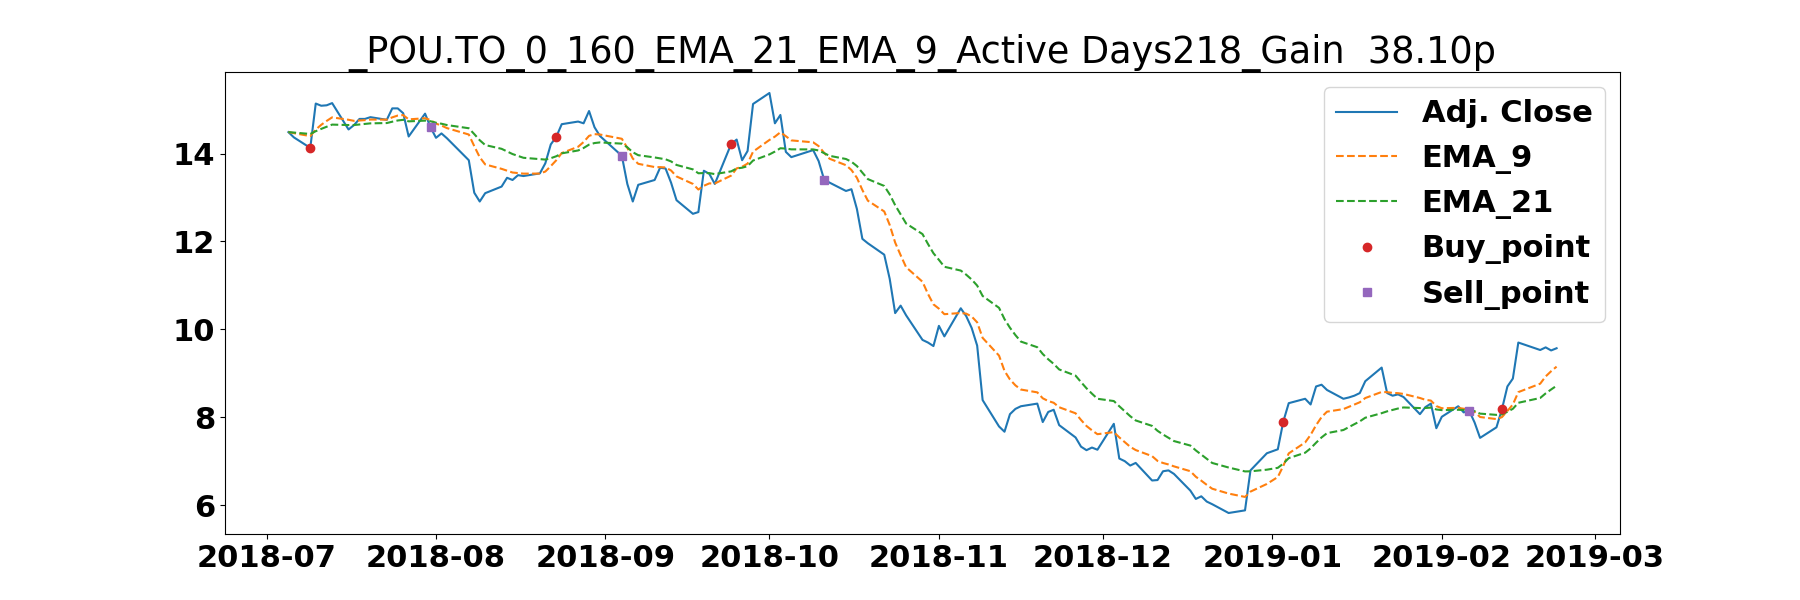 _POU.TO_0_160_EMA_21_EMA_9_Active Days218_Gain  38.10p
Adj. Close
EMA_9
EMA_21
Buy_point
Sell_point
14
12
10
8
6
2018-07 2018-08 2018-09 2018-10 2018-11 2018-12 2019-01 2019-02 2019-03